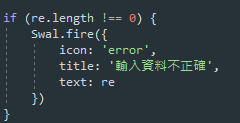 if (re.length !== 0) {
    Swal.fire({
        icon: 'error',
        title: '輸入資料不正確',
        text: re
    })
}